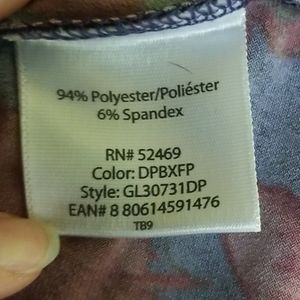 94% Polyester/Poliéster
6% Spandex
RN# 52469
Color: DPBXFP
Style: GL30731DP
EAN# 8 80614591476
TB9